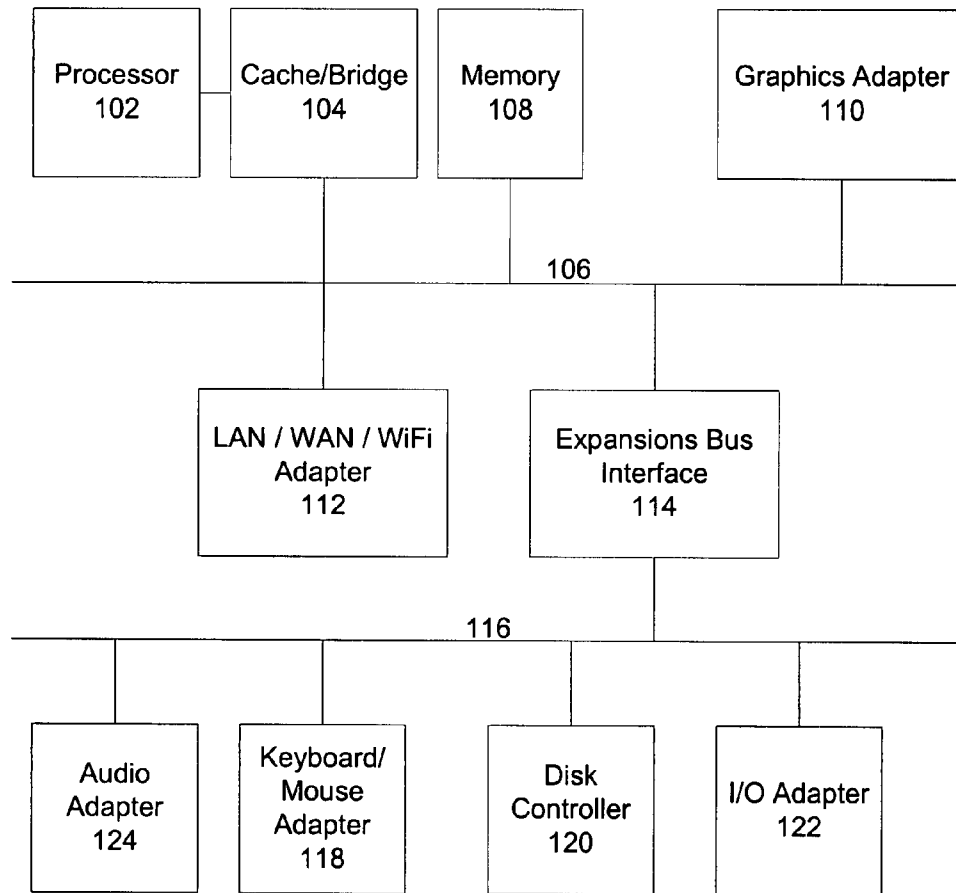 Processor
102
Cache/Bridge
104
Memory
108
Graphics Adapter
110
106
LAN / WAN / WiFi
Adapter
112
Expansions Bus
Interface
114
116
Audio
Adapter
124
Keyboard/
Mouse
Adapter
118
Disk
Controller
120
I/O Adapter
122